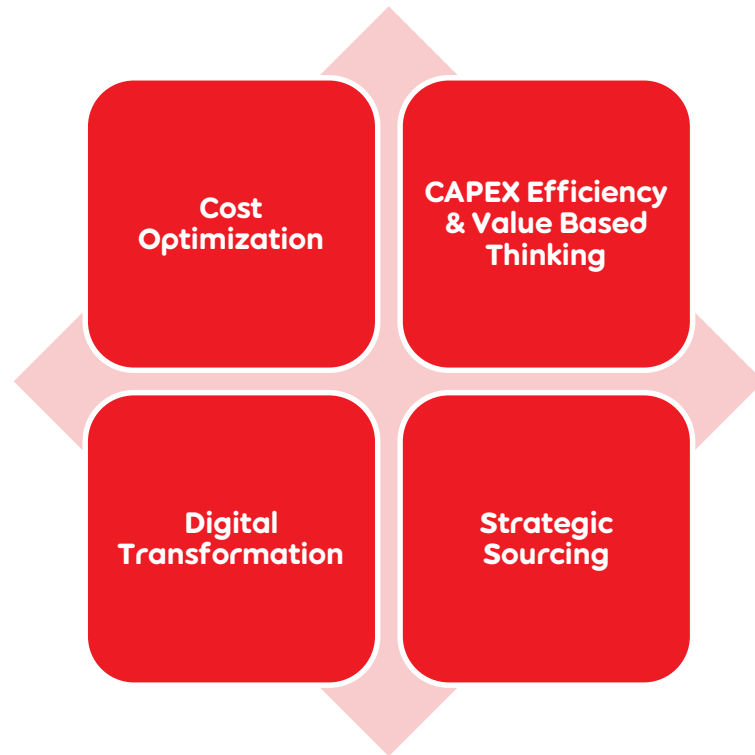 Cost
Optimization
CAPEX Efficiency
& Value Based
Thinking
Digital
Transformation
Strategic
Sourcing